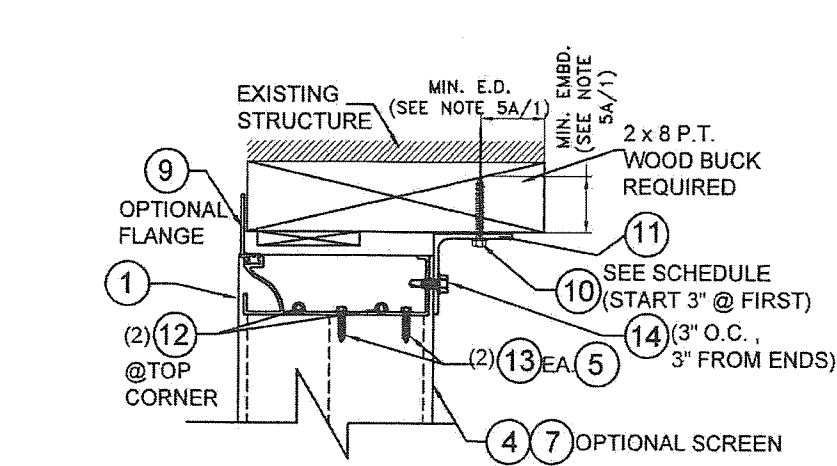 MIN. E.D.
(SEE NOTE 5A/1)
MIN. EMBD.
(SEE NOTE
5A/1)
EXISTING
STRUCTURE
2 x 8 P.T.
WOOD BUCK
REQUIRED
9
OPTIONAL
FLANGE
11
1
10 SEE SCHEDULE
(START 3" @ FIRST)
(2) 12
@TOP
CORNER
14 (3" O.C. ,
3" FROM ENDS)
(2) 13 EA. 5
4 7 OPTIONAL SCREEN